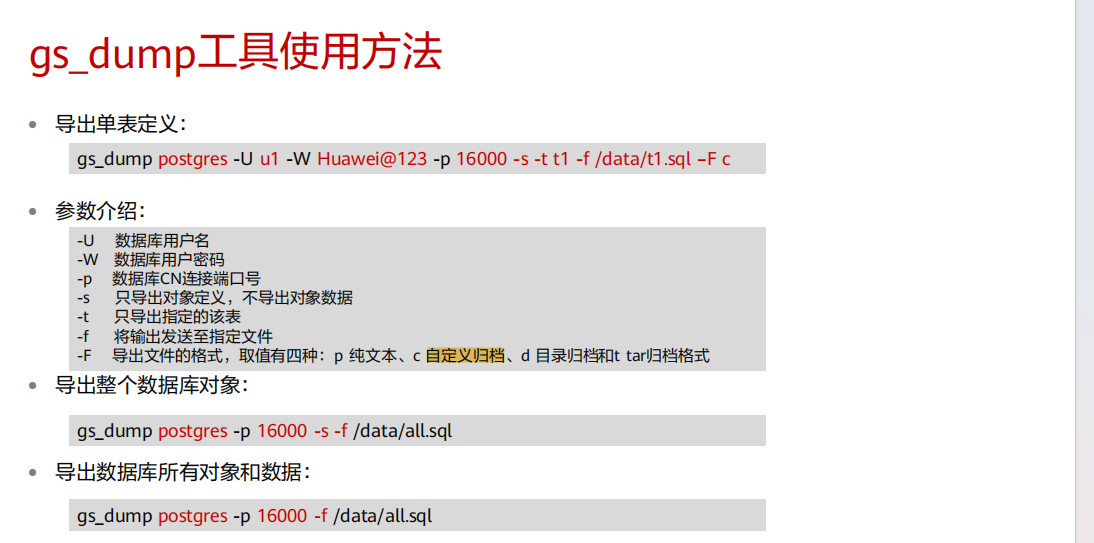 gs_dump工具使用方法
• 导出单表定义：
gs_dump postgres -U u1 -W Huawei@123 -p 16000 -s -t t1 -f /data/t1.sql –F c
• 参数介绍：
-U 数据库用户名
-W 数据库用户密码
-p 数据库CN连接端口号
-s 只导出对象定义，不导出对象数据
-t 只导出指定的该表
-f 将输出发送至指定文件
-F 导出文件的格式，取值有四种：p 纯文本、c 自定义归档、d 目录归档和t tar归档格式
• 导出整个数据库对象：
gs_dump postgres -p 16000 -s -f /data/all.sql
• 导出数据库所有对象和数据：
gs_dump postgres -p 16000 -f /data/all.sql